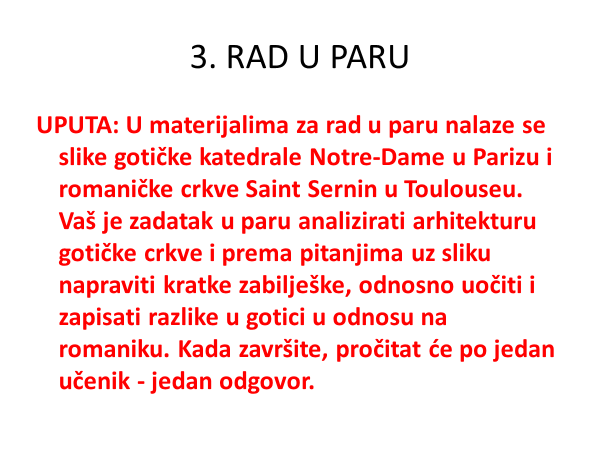 3. RAD U PARU
UPUTA: U materijalima za rad u paru nalaze se
slike gotičke katedrale Notre-Dame u Parizu i
romaničke crkve Saint Sernin u Toulouseu.
Vaš je zadatak u paru analizirati arhitekturu
gotičke crkve i prema pitanjima uz sliku
napraviti kratke zabilješke, odnosno uočiti i
zapisati razlike u gotici u odnosu na
romaniku. Kada završite, pročitat će po jedan
učenik - jedan odgovor.